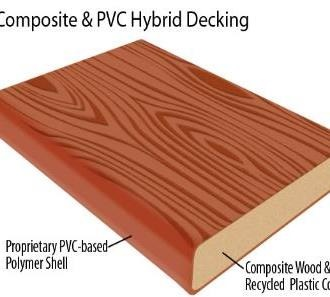 Composite & PVC Hybrid Decking
Proprietary PVC-based
Polymer Shell
Composite Wood &
Recycled Plastic